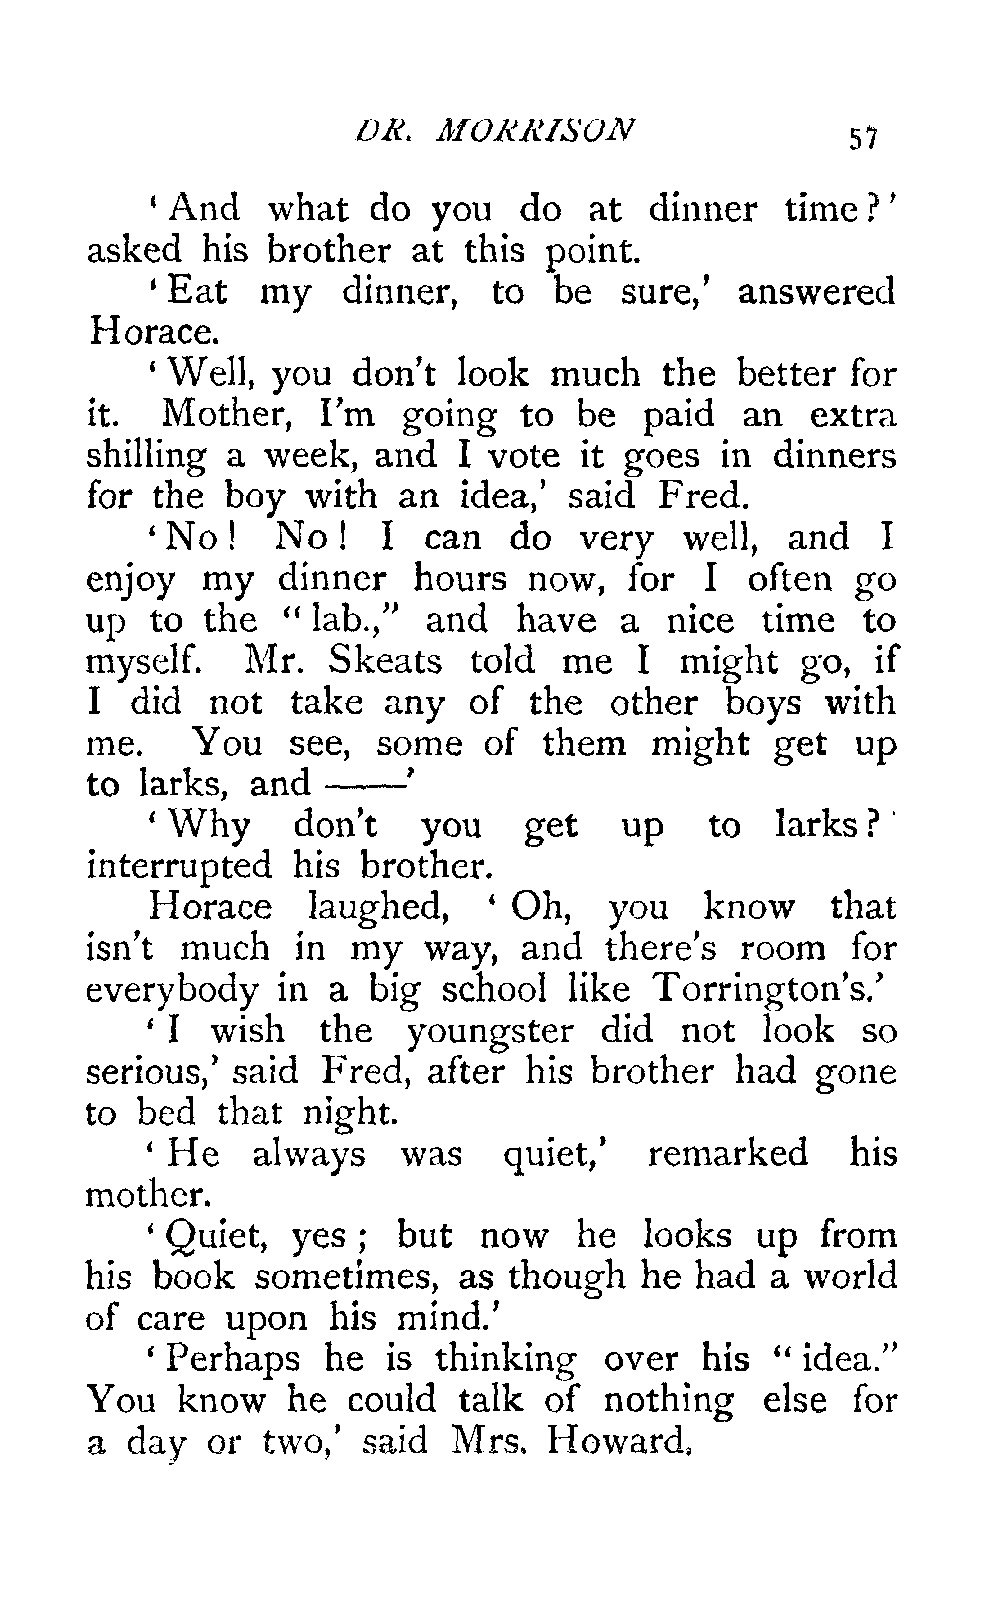 DR. MORRISON 57
‘And what do you do at dinner time?’
asked his brother at this point.
‘Eat my dinner, to be sure,’ answered
Horace.
‘Well, you don’t look much the better for
it. Mother, I’m going to be paid an extra
shilling a week, and I vote it goes in dinners
for the boy with an idea,’ said Fred.
‘No! No! I can do very well, and I
enjoy my dinner hours now, for I often go
up to the “lab.,” and have a nice time to
myself. Mr. Skeats told me I might go, if
I did not take any of the other boys with
me. You see, some of them might get up
to larks, and ——’
‘Why don’t you get up to larks?’
interrupted his brother.
Horace laughed, ‘Oh, you know that
isn’t much in my way, and there’s room for
everybody in a big school like Torrington’s.’
‘I wish the youngster did not look so
serious,’ said Fred, after his brother had gone
to bed that night.
‘He always was quiet,’ remarked his
mother.
‘Quiet, yes; but now he looks up from
his book sometimes, as though he had a world
of care upon his mind.’
‘Perhaps he is thinking over his “idea.”
You know he could talk of nothing else for
a day or two,’ said Mrs. Howard.